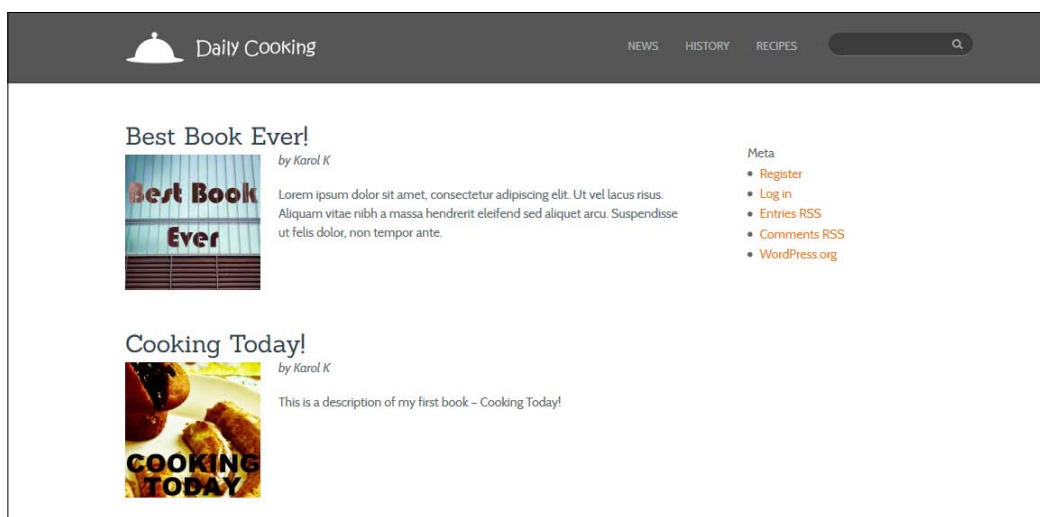 Daily Cooking
NEWS HISTORY RECIPES
Best Book Ever!
by Karol K
Best Book
Ever
Lorem ipsum dolor sit amet, consectetur adipiscing elit. Ut vel lacus risus.
Aliquam vitae nibh a massa hendrerit eleifend sed aliquet arcu. Suspendisse
ut felis dolor, non tempor ante.
Cooking Today!
by Karol K
COOKING
TODAY
This is a description of my first book – Cooking Today!
Meta
Register
Log in
Entries RSS
Comments RSS
WordPress.org